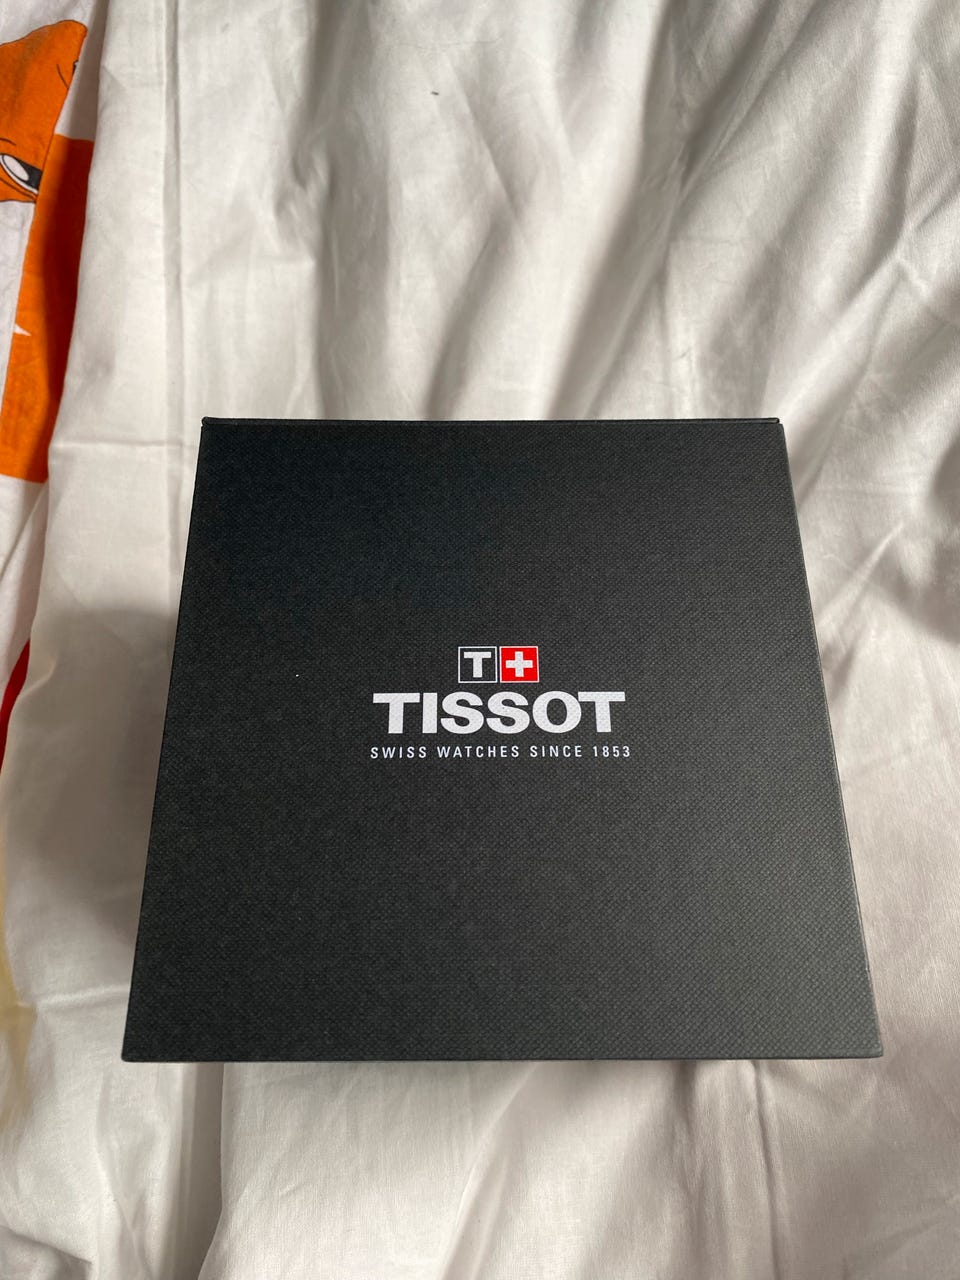 T+
TISSOT
SWISS WATCHES SINCE 1853